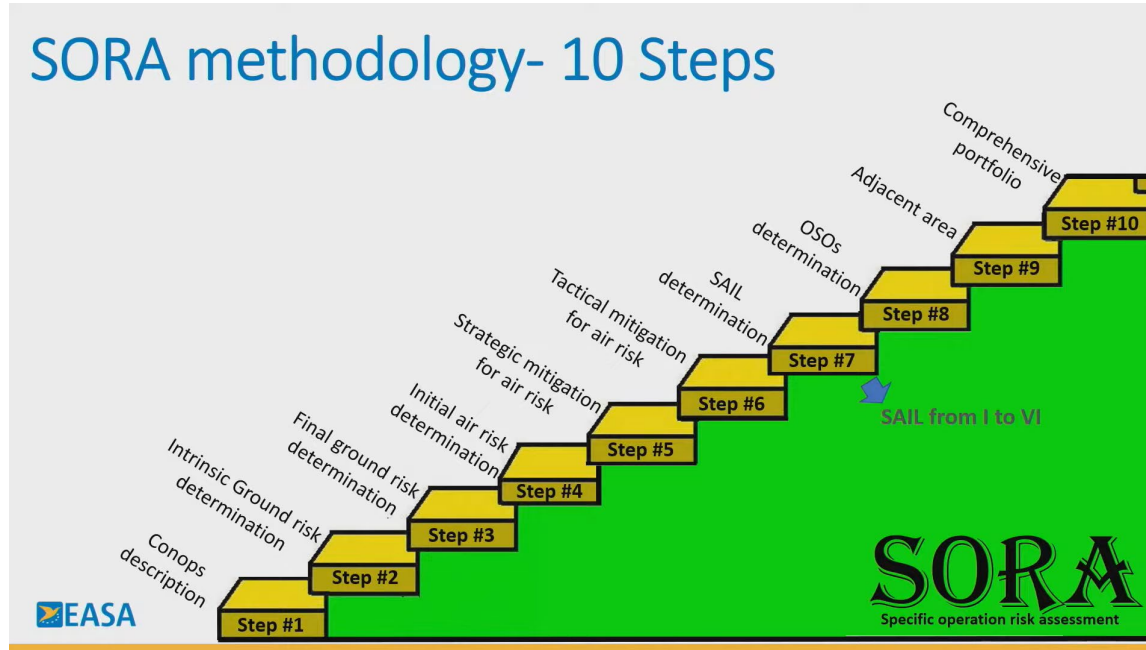 SORA methodology- 10 Steps
Comprehensive
portfolio
Step #10
Adjacent area
Step #9
OSOs
determination
Step #8
SAIL
determination
Step #7
SAIL from I to VI
Tactical mitigation
for air risk
Step #6
Strategic mitigation
for air risk
Step #5
Initial air risk
determination
Step #4
Final ground risk
determination
Step #3
Intrinsic Ground risk
determination
Step #2
Conops
description
Step #1
EASA
SORA
Specific operation risk assessment